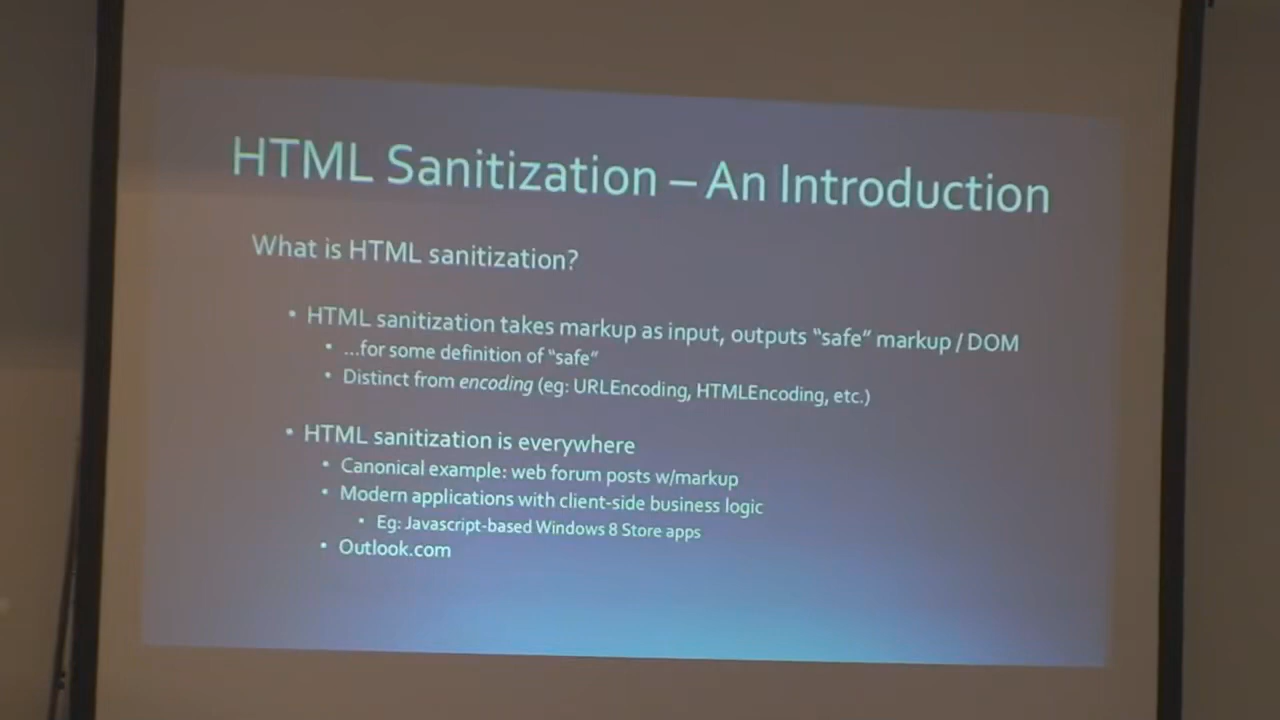 HTML Sanitization – An Introduction
What is HTML sanitization?
• HTML sanitization takes markup as input, outputs “safe” markup / DOM
• ...for some definition of “safe”
• Distinct from encoding (eg: URLEncoding, HTMLEncoding, etc.)
• HTML sanitization is everywhere
• Canonical example: web forum posts w/markup
• Modern applications with client-side business logic
• Eg: Javascript-based Windows 8 Store apps
• Outlook.com